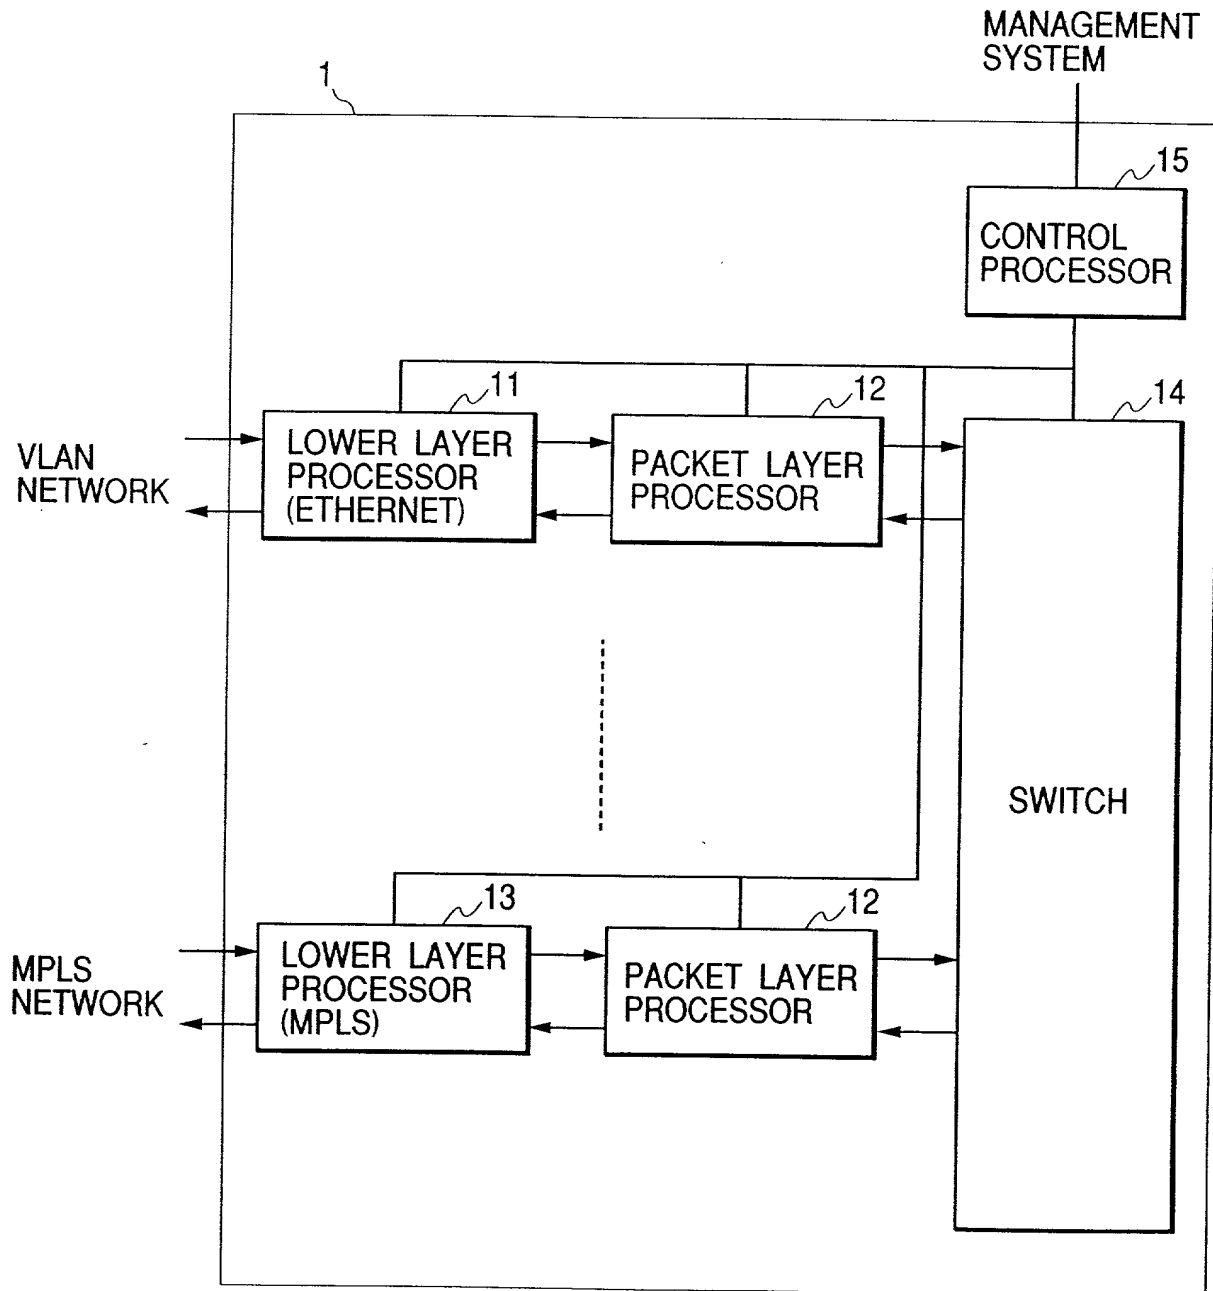 MANAGEMENT
SYSTEM
1
15
CONTROL
PROCESSOR
11
12
14
VLAN
NETWORK
LOWER LAYER
PROCESSOR
(ETHERNET)
PACKET LAYER
PROCESSOR
SWITCH
13
12
MPLS
NETWORK
LOWER LAYER
PROCESSOR
(MPLS)
PACKET LAYER
PROCESSOR